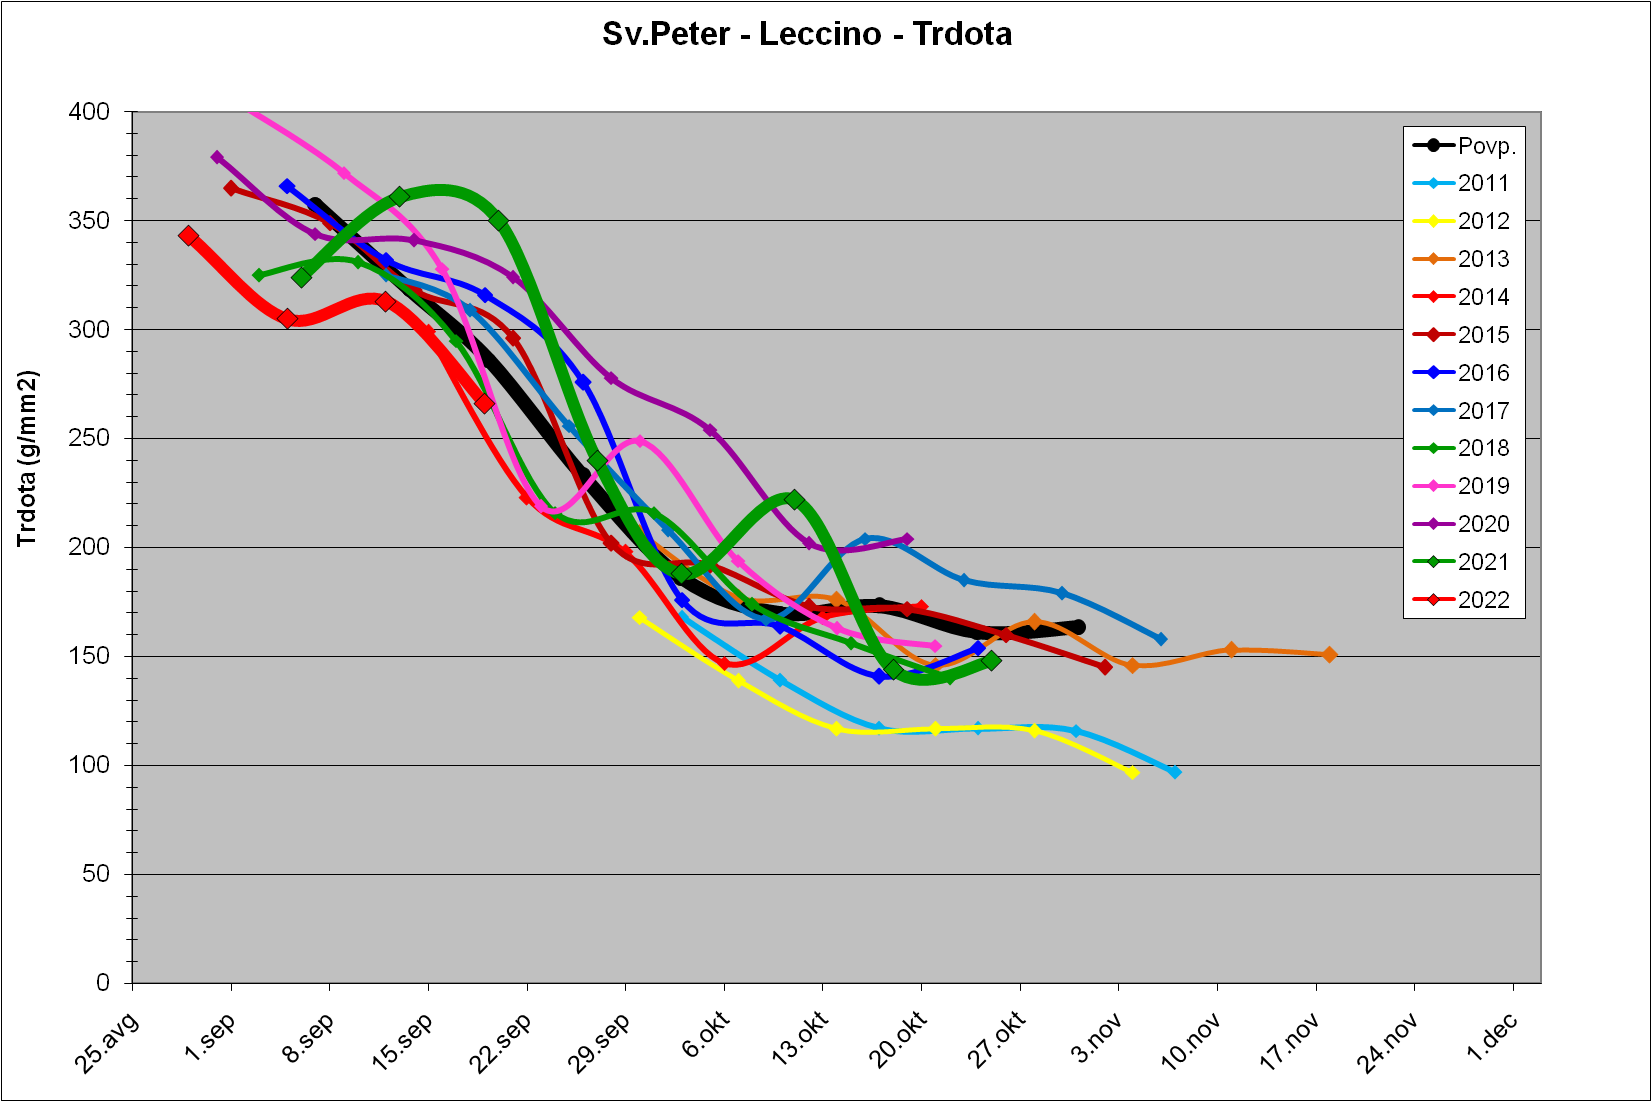 Sv.Peter - Leccino - Trdota
Trdota (g/mm2)
400
350
300
250
200
150
100
50
0
25.avg
1.sep
8.sep
15.sep
22.sep
29.sep
6.okt
13.okt
20.okt
27.okt
3.nov
10.nov
17.nov
24.nov
1.dec
Povp.
2011
2012
2013
2014
2015
2016
2017
2018
2019
2020
2021
2022